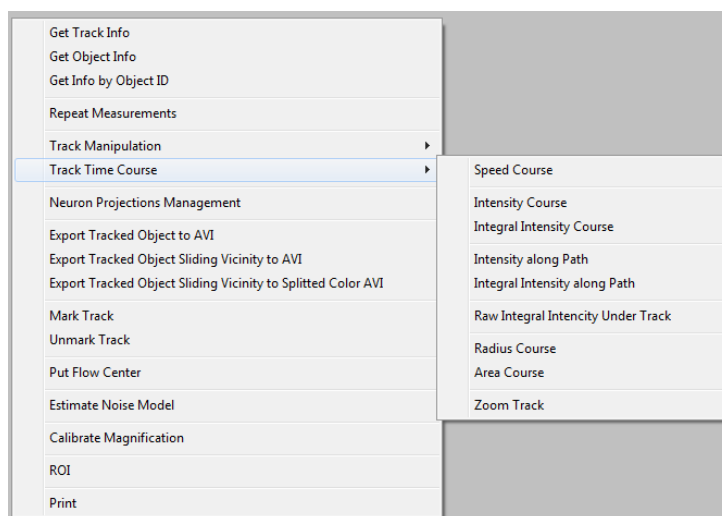 Get Track Info
Get Object Info
Get Info by Object ID
Repeat Measurements
Track Manipulation
Track Time Course
Neuron Projections Management
Export Tracked Object to AVI
Export Tracked Object Sliding Vicinity to AVI
Export Tracked Object Sliding Vicinity to Splitted Color AVI
Mark Track
Unmark Track
Put Flow Center
Estimate Noise Model
Calibrate Magnification
ROI
Print
Speed Course
Intensity Course
Integral Intensity Course
Intensity along Path
Integral Intensity along Path
Raw Integral Intencity Under Track
Radius Course
Area Course
Zoom Track